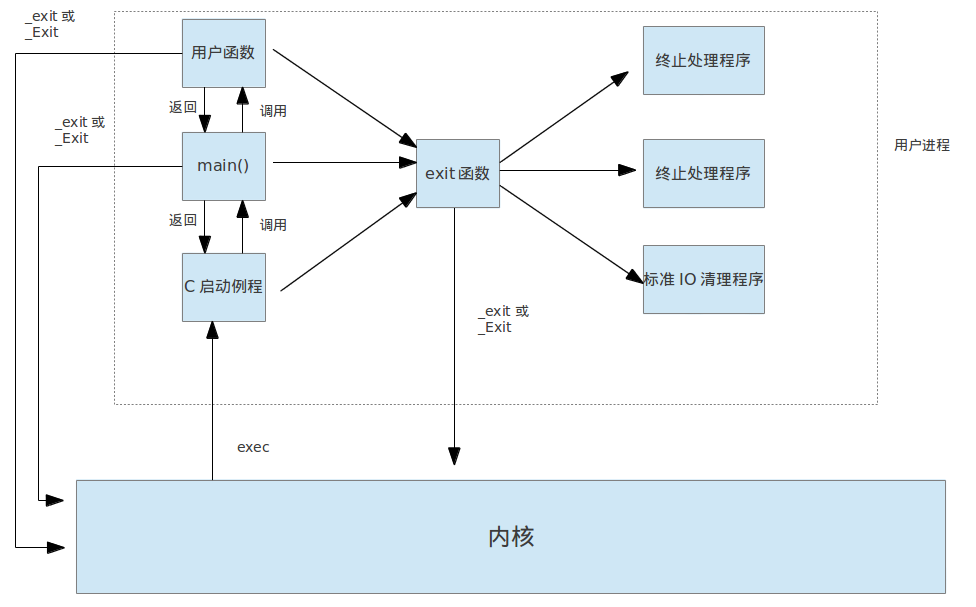 _exit 或
_Exit
用户函数
终止处理程序
返回
调用
_exit 或
_Exit
main()
exit 函数
终止处理程序
用户进程
返回
调用
C 启动例程
标准 IO 清理程序
_exit 或
_Exit
exec
内核